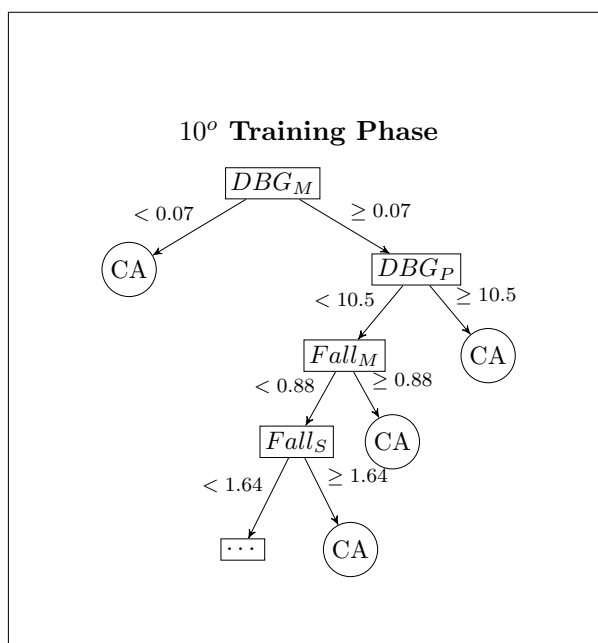 10º Training Phase
DBG_M
< 0.07
≥ 0.07
CA
DBG_P
< 10.5
≥ 10.5
Fall_M
CA
< 0.88
≥ 0.88
Fall_S
CA
< 1.64
≥ 1.64
···
CA